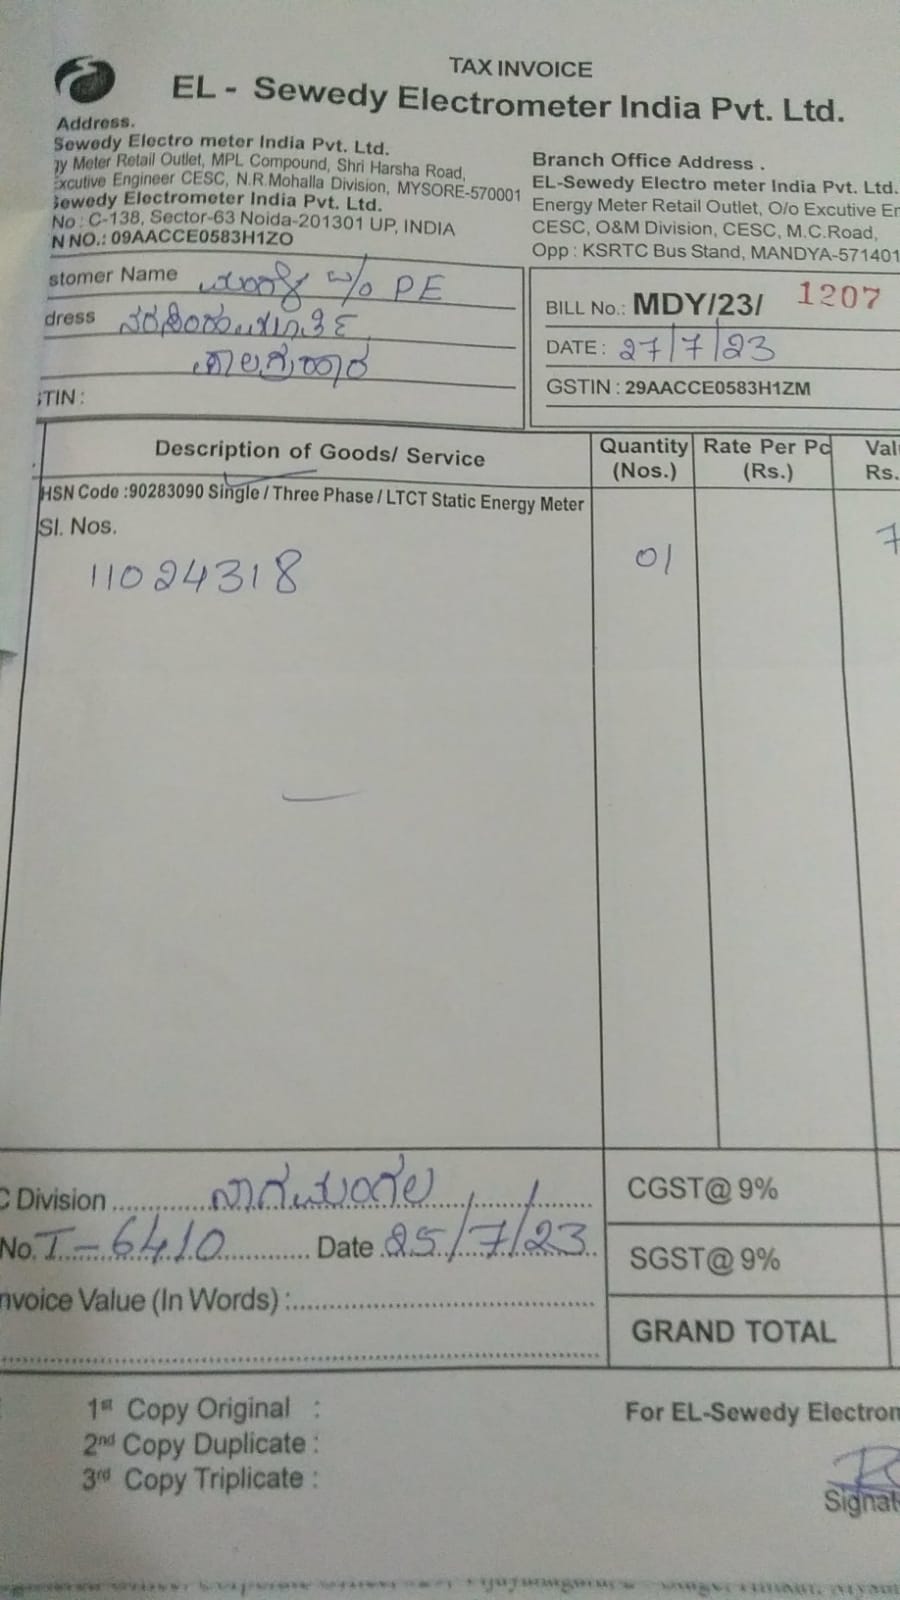 TAX INVOICE
EL - Sewedy Electrometer India Pvt. Ltd.
Address.
Sewedy Electro meter India Pvt. Ltd.
gy Meter Retail Outlet, MPL Compound, Shri Harsha Road,
Excutive Engineer CESC, N.R.Mohalla Division, MYSORE-570001
Sewedy Electrometer India Pvt. Ltd.
No : C-138, Sector-63 Noida-201301 UP, INDIA
N NO.: 09AACCE0583H1ZO
Branch Office Address .
EL-Sewedy Electro meter India Pvt. Ltd.
Energy Meter Retail Outlet, O/o Excutive En
CESC, O&M Division, CESC, M.C.Road,
Opp : KSRTC Bus Stand, MANDYA-571401
stomer Name W/o PE
dress
STIN :
BILL No.: MDY/23/ 1207
DATE : 27/7/23
GSTIN : 29AACCE0583H1ZM
Description of Goods/ Service Quantity (Nos.) Rate Per Pc (Rs.) Val Rs.
HSN Code :90283090 Single / Three Phase / LTCT Static Energy Meter
Sl. Nos.
11024318 01 7
C Division ನಾಗಮಂಗಲ
No. T-6410 Date 25/7/23
nvoice Value (In Words) :
CGST@ 9%
SGST@ 9%
GRAND TOTAL
1st Copy Original :
2nd Copy Duplicate :
3rd Copy Triplicate :
For EL-Sewedy Electron
Signat